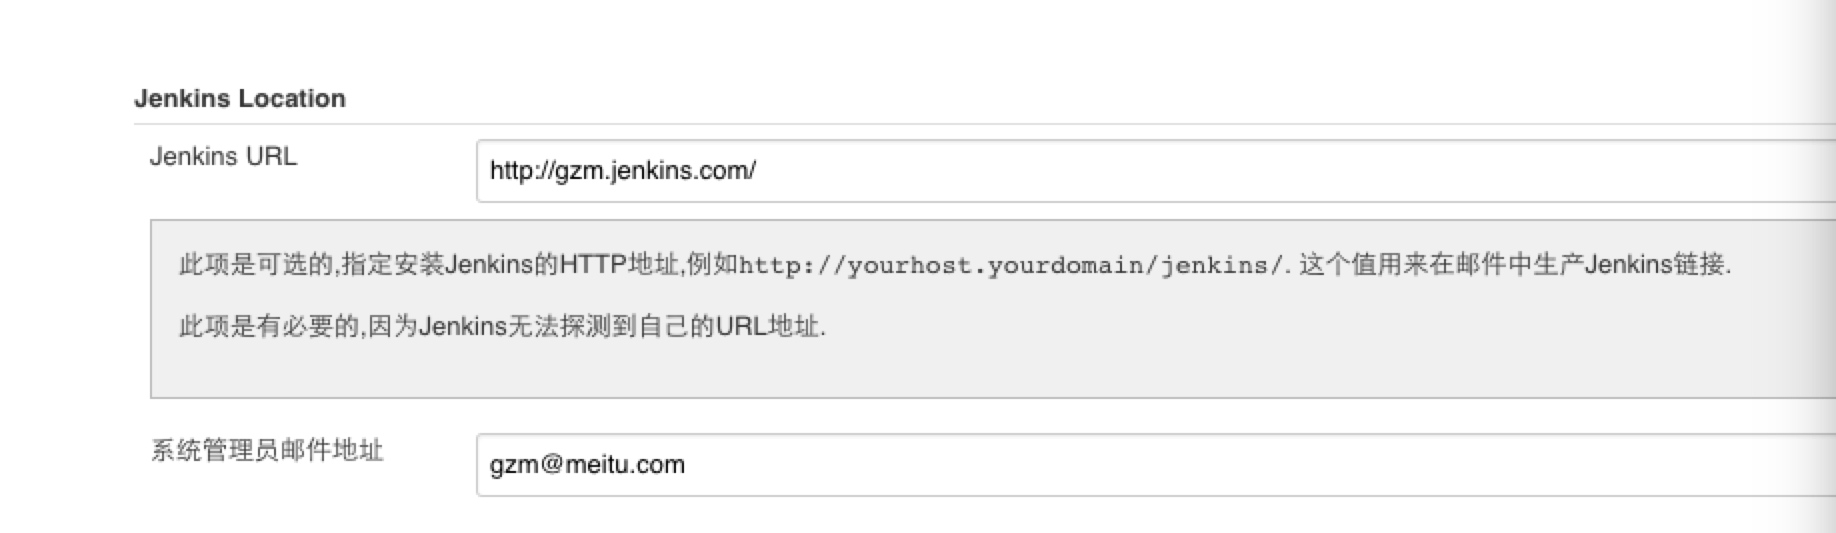 Jenkins Location
Jenkins URL
http://gzm.jenkins.com/
此项是可选的,指定安装Jenkins的HTTP地址,例如http://yourhost.yourdomain/jenkins/. 这个值用来在邮件中生产Jenkins链接.
此项是有必要的,因为Jenkins无法探测到自己的URL地址.
系统管理员邮件地址
gzm@meitu.com